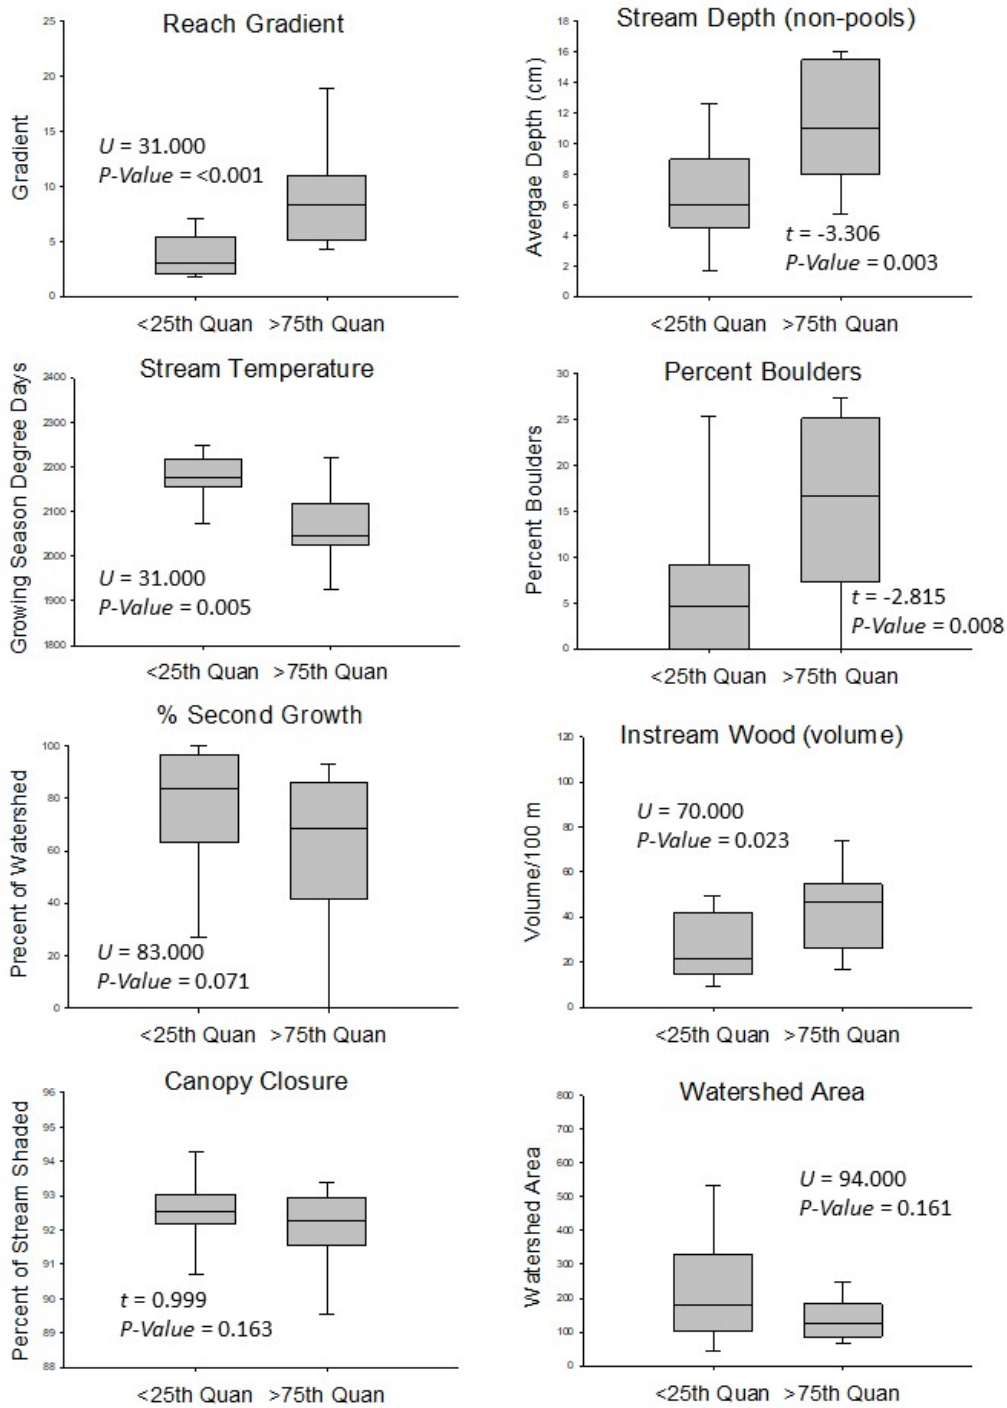 Reach Gradient
Gradient
25
20
15
10
5
0
U = 31.000
P-Value = <0.001
<25th Quan >75th Quan
Stream Depth (non-pools)
Avergae Depth (cm)
18
16
14
12
10
8
6
4
2
0
t = -3.306
P-Value = 0.003
<25th Quan >75th Quan
Stream Temperature
Growing Season Degree Days
2400
2300
2200
2100
2000
1900
1800
U = 31.000
P-Value = 0.005
<25th Quan >75th Quan
Percent Boulders
Percent Boulders
30
25
20
15
10
5
0
t = -2.815
P-Value = 0.008
<25th Quan >75th Quan
% Second Growth
Precent of Watershed
100
80
60
40
20
0
U = 83.000
P-Value = 0.071
<25th Quan >75th Quan
Instream Wood (volume)
Volume/100 m
120
100
80
60
40
20
0
U = 70.000
P-Value = 0.023
<25th Quan >75th Quan
Canopy Closure
Percent of Stream Shaded
96
95
94
93
92
91
90
89
88
t = 0.999
P-Value = 0.163
<25th Quan >75th Quan
Watershed Area
Watershed Area
800
700
600
500
400
300
200
100
0
U = 94.000
P-Value = 0.161
<25th Quan >75th Quan